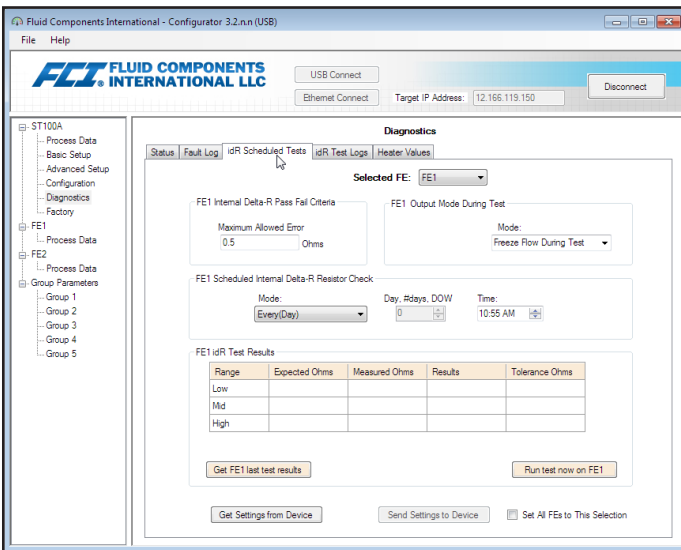 Fluid Components International - Configurator 3.2.n.n (USB)
File Help
FCI FLUID COMPONENTS
INTERNATIONAL LLC
®
USB Connect
Ethernet Connect
Target IP Address: 12.166.119.150
Disconnect
ST100A
Process Data
Basic Setup
Advanced Setup
Configuration
Diagnostics
Factory
FE1
Process Data
FE2
Process Data
Group Parameters
Group 1
Group 2
Group 3
Group 4
Group 5
Diagnostics
Status Fault Log idR Scheduled Tests idR Test Logs Heater Values
Selected FE: FE1
FE1 Internal Delta-R Pass Fail Criteria
Maximum Allowed Error
0.5 Ohms
FE1 Output Mode During Test
Mode:
Freeze Flow During Test
FE1 Scheduled Internal Delta-R Resistor Check
Mode: Day, #days, DOW Time:
Every(Day) 0 10:55 AM
FE1 idR Test Results
Range Expected Ohms Measured Ohms Results Tolerance Ohms
Low
Mid
High
Get FE1 last test results Run test now on FE1
Get Settings from Device Send Settings to Device Set All FEs to This Selection